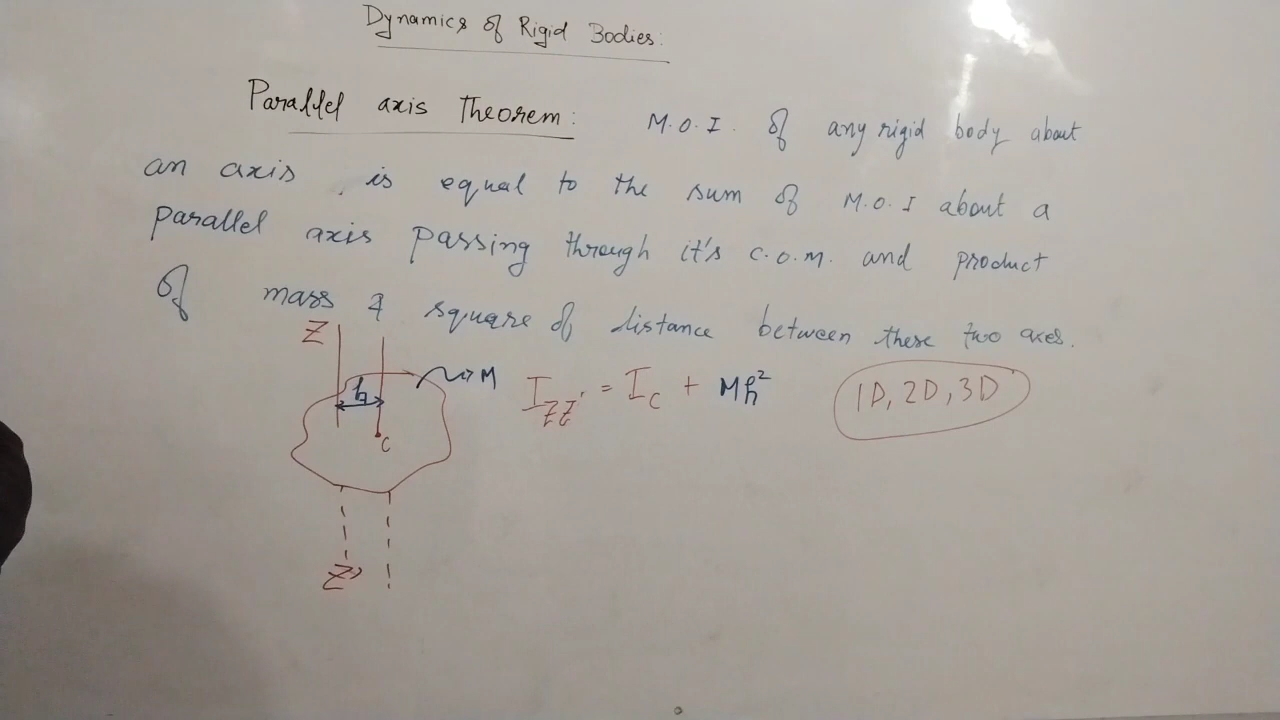 Dynamics of Rigid Bodies:
Parallel axis Theorem: M.O.I. of any rigid body about
an axis, is equal to the sum of M.O.I about a
parallel axis passing through it's C.O.M. and product
of mass & square of distance between these two axes.
Z
h
M
C
I_ZZ' = I_C + Mh²
1D, 2D, 3D
Z'